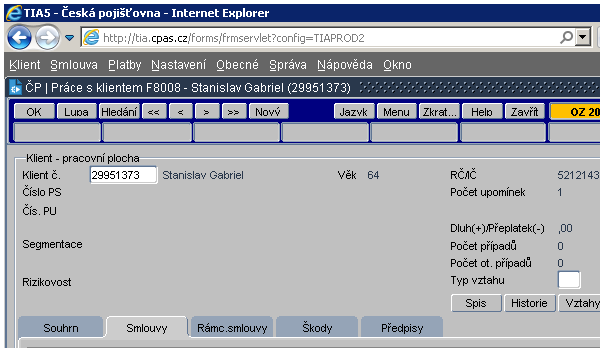 TIA5 - Česká pojišťovna - Internet Explorer
http://tia.cpas.cz/forms/frmservlet?config=TIAPROD2
Klient Smlouva Platby Nastavení Obecné Správa Nápověda Okno
ČP | Práce s klientem F8008 - Stanislav Gabriel (29951373)
OK Lupa Hledání << < > >> Nový Jazyk Menu Zkrat... Help Zavřít OZ 20
Klient - pracovní plocha
Klient č. 29951373 Stanislav Gabriel Věk 64 RČ/IČ 5212143
Číslo PS Počet upomínek 1
Čís. PU
Dluh(+)/Přeplatek(-) ,00
Segmentace Počet případů 0
Počet ot. případů 0
Rizikovost Typ vztahu
Spis Historie Vztahy
Souhrn Smlouvy Rámc.smlouvy Škody Předpisy